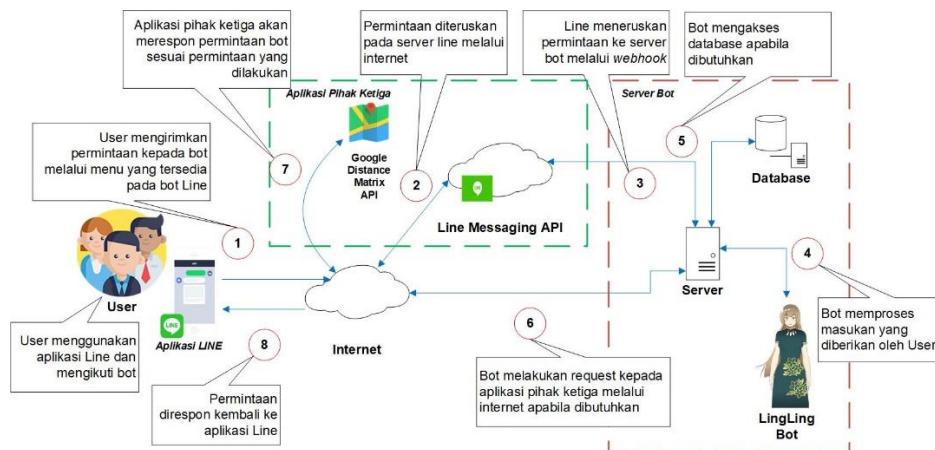 Aplikasi pihak ketiga akan
merespon permintaan bot
sesuai permintaan yang
dilakukan
Permintaan diteruskan
pada server line melalui
internet
Line meneruskan
permintaan ke server
bot melalui webhook
Bot mengakses
database apabila
dibutuhkan
Aplikasi Pihak Ketiga
Server Bot
User mengirimkan
permintaan kepada bot
melalui menu yang
tersedia pada bot Line
7
Google
Distance
Matrix
API
2
Line Messaging API
3
5
Database
1
User
LINE
Aplikasi LINE
Internet
Server
4
User menggunakan
aplikasi Line dan
mengikuti bot
8
Permintaan
direspon kembali ke
aplikasi Line
6
Bot melakukan request kepada
aplikasi pihak ketiga melalui
internet apabila dibutuhkan
Bot memproses
masukan yang
diberikan oleh User
LingLing
Bot